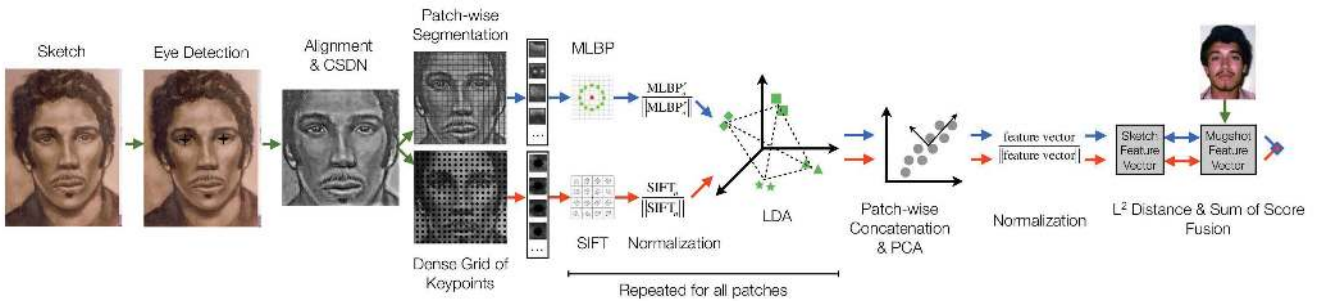 Sketch
Eye Detection
Alignment
& CSDN
Patch-wise
Segmentation
Dense Grid of
Keypoints
...
...
MLBP
SIFT
MLBP
||MLBP||
SIFT
||SIFT||
Normalization
LDA
Repeated for all patches
Patch-wise
Concatenation
& PCA
feature vector
||feature vector||
Normalization
Sketch
Feature
Vector
Mugshot
Feature
Vector
L² Distance & Sum of Score
Fusion